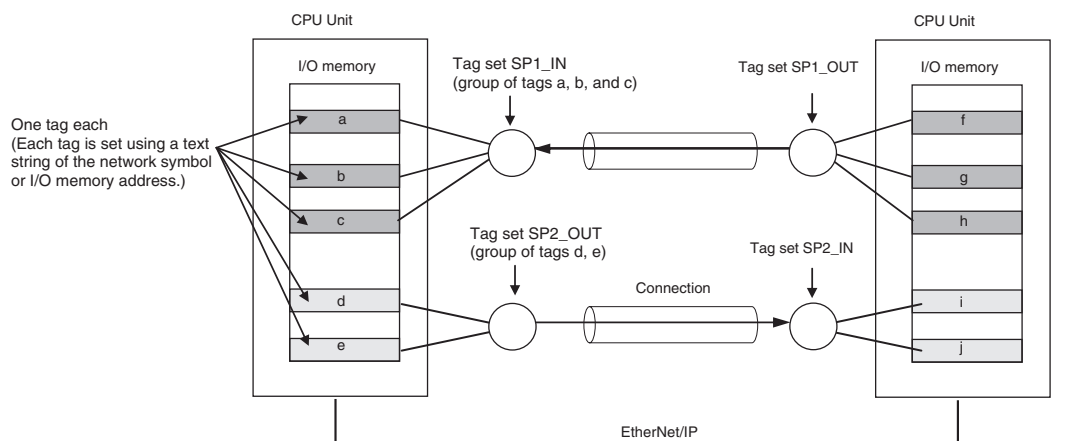 CPU Unit
CPU Unit
I/O memory
Tag set SP1_IN
(group of tags a, b, and c)
Tag set SP1_OUT
I/O memory
One tag each
(Each tag is set using a text
string of the network symbol
or I/O memory address.)
a
b
c
f
g
h
Tag set SP2_OUT
(group of tags d, e)
Tag set SP2_IN
Connection
d
e
i
j
EtherNet/IP